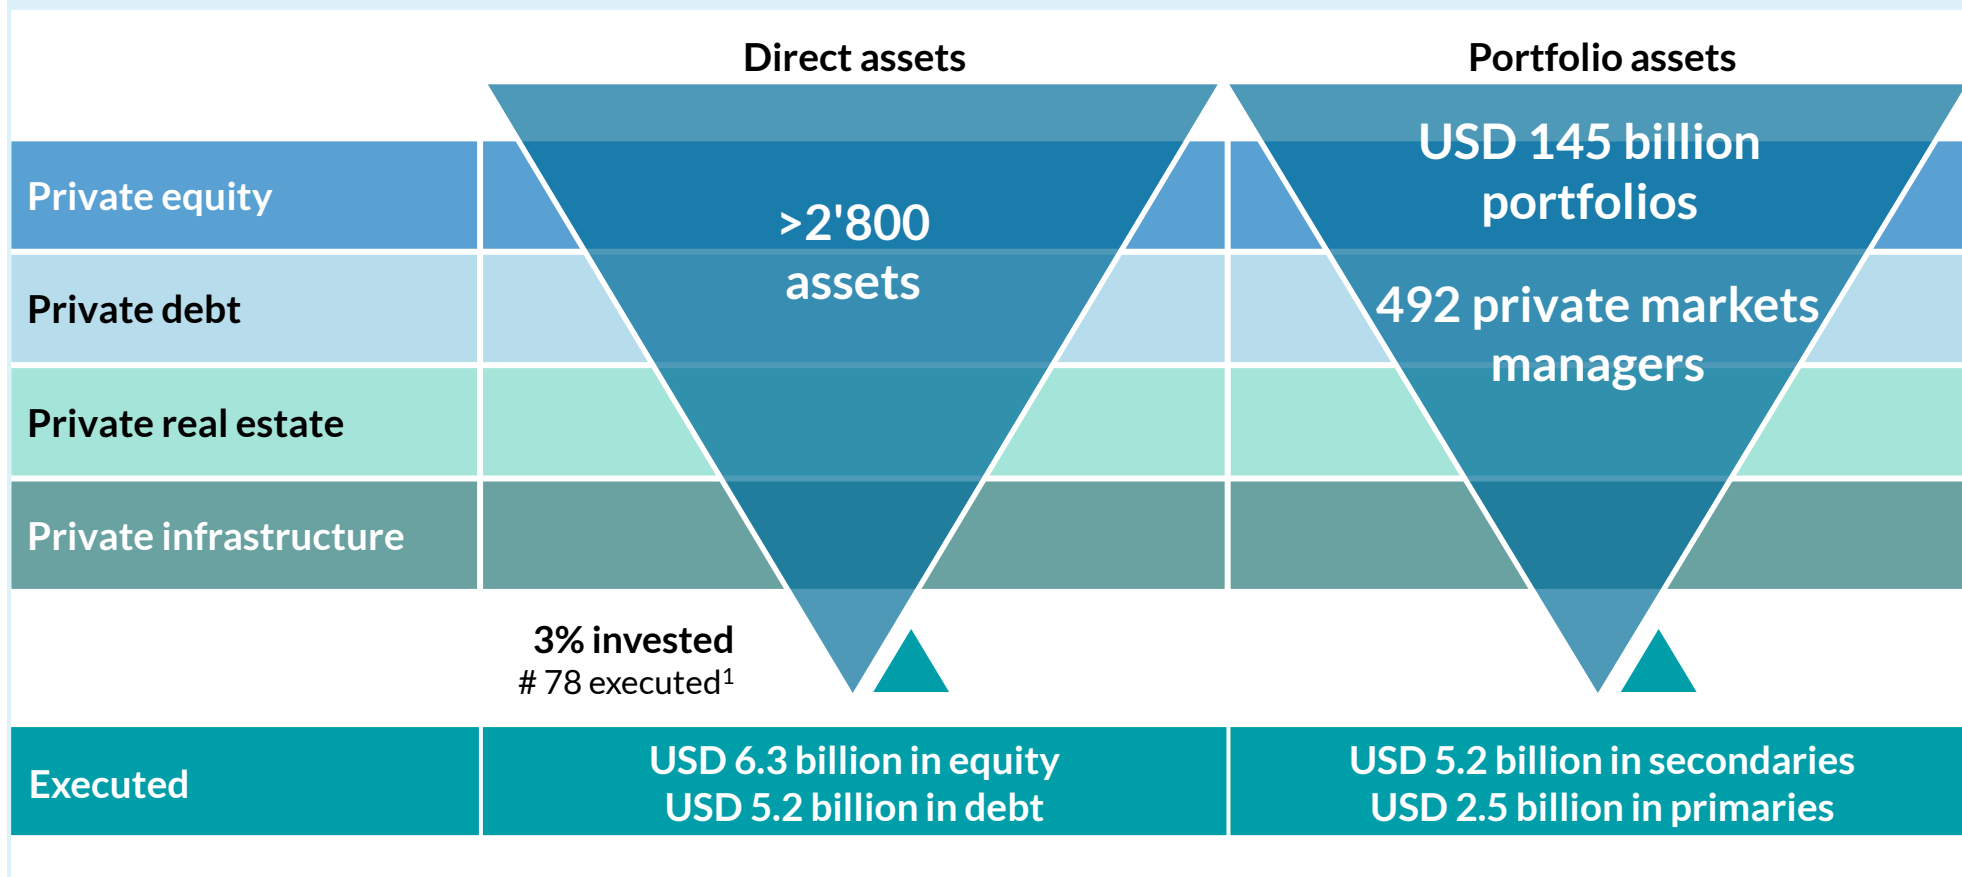 Direct assets
Portfolio assets
Private equity
Private debt
Private real estate
Private infrastructure
>2'800
assets
USD 145 billion
portfolios
492 private markets
managers
3% invested
# 78 executed¹
Executed
USD 6.3 billion in equity
USD 5.2 billion in debt
USD 5.2 billion in secondaries
USD 2.5 billion in primaries